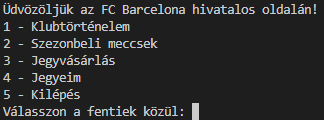 Üdvözöljük az FC Barcelona hivatalos oldalán!
1 - Klubtörténelem
2 - Szezonbeli meccsek
3 - Jegyvásárlás
4 - Jegyeim
5 - Kilépés
Válasszon a fentiek közül: